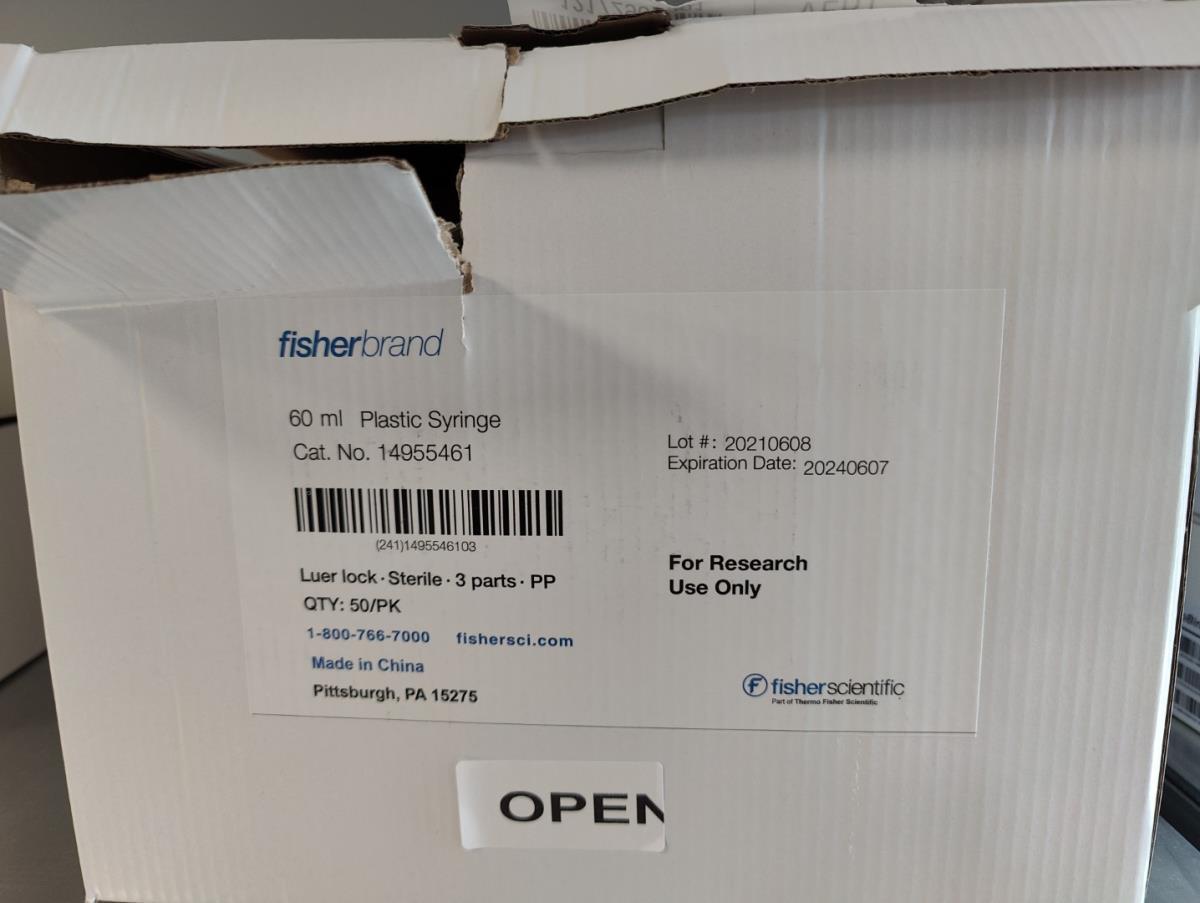 fisherbrand
60 ml Plastic Syringe
Cat. No. 14955461
Lot #: 20210608
Expiration Date: 20240607
(241)1495546103
Luer lock · Sterile · 3 parts · PP
QTY: 50/PK
1-800-766-7000 fishersci.com
Made in China
Pittsburgh, PA 15275
For Research
Use Only
fisherscientific
Part of Thermo Fisher Scientific
OPEN